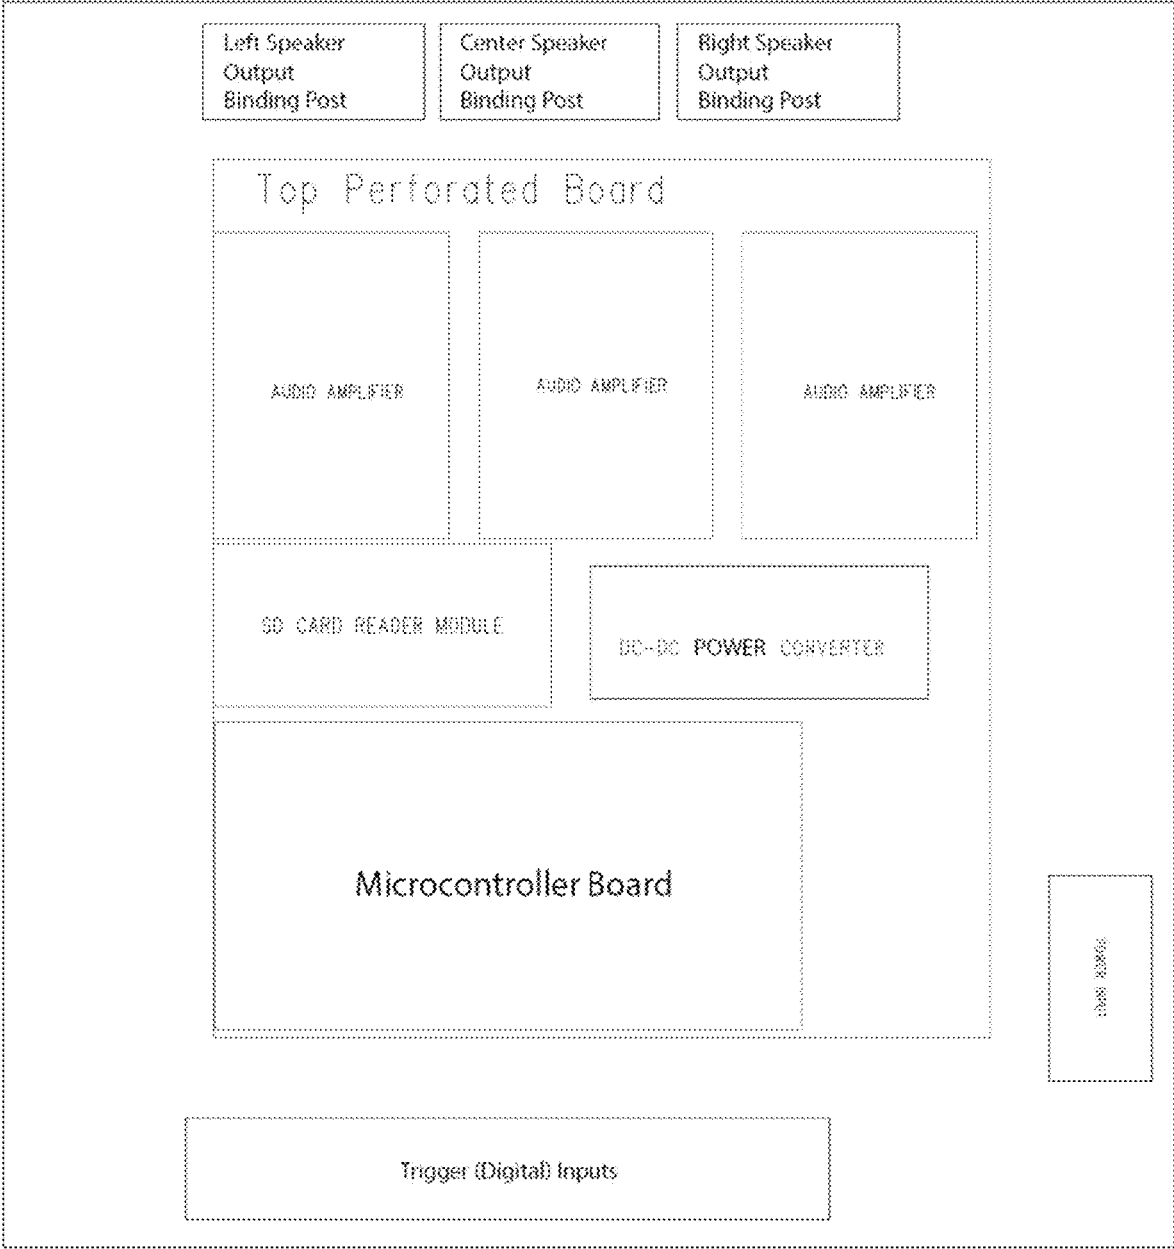 Left Speaker
Output
Binding Post
Center Speaker
Output
Binding Post
Right Speaker
Output
Binding Post
Top Perforated Board
AUDIO AMPLIFIER
AUDIO AMPLIFIER
AUDIO AMPLIFIER
SD CARD READER MODULE
DC-DC POWER CONVERTER
Microcontroller Board
Trigger (Digital) Inputs